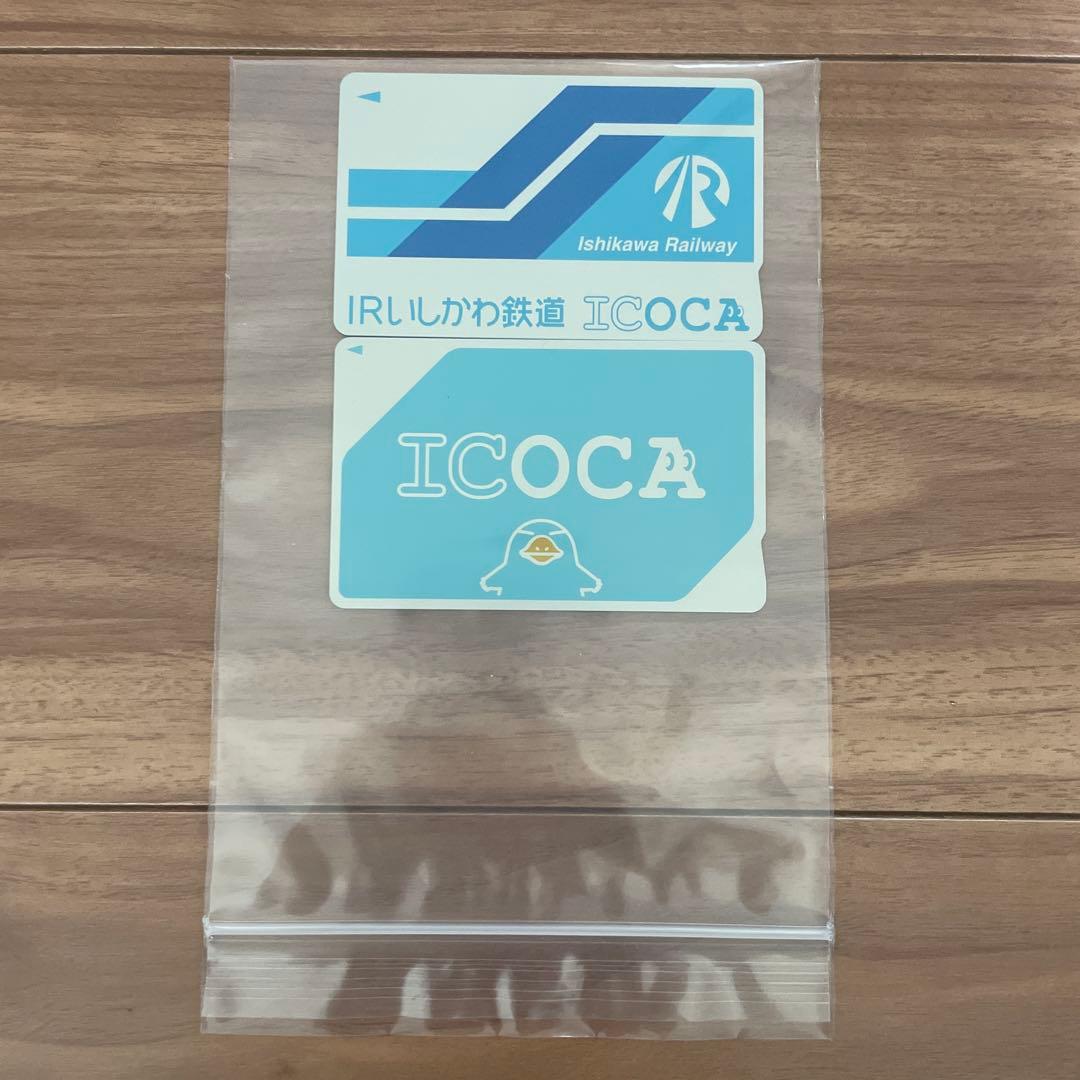 IR
Ishikawa Railway
IRいしかわ鉄道 ICOCA
ICOCA